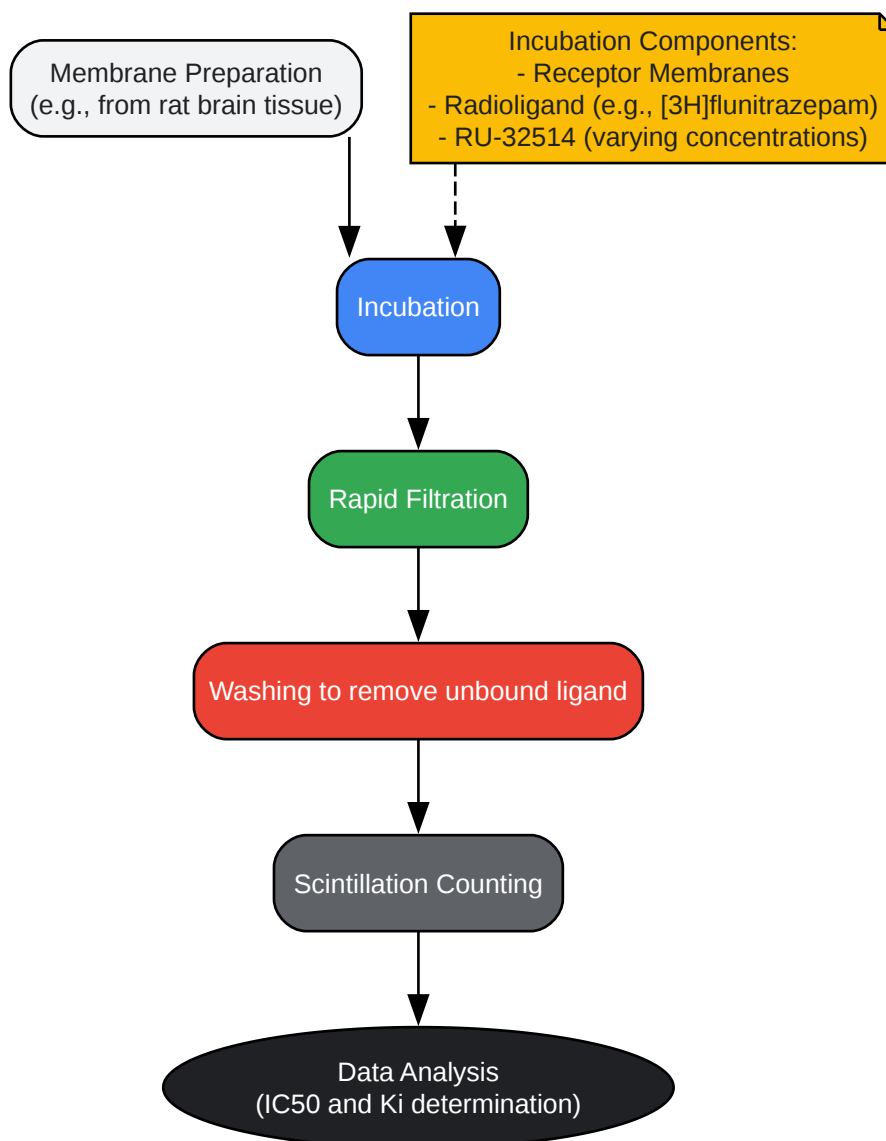 Membrane Preparation
(e.g., from rat brain tissue)
Incubation Components:
- Receptor Membranes
- Radioligand (e.g., [3H]flunitrazepam)
- RU-32514 (varying concentrations)
Incubation
Rapid Filtration
Washing to remove unbound ligand
Scintillation Counting
Data Analysis
(IC50 and Ki determination)